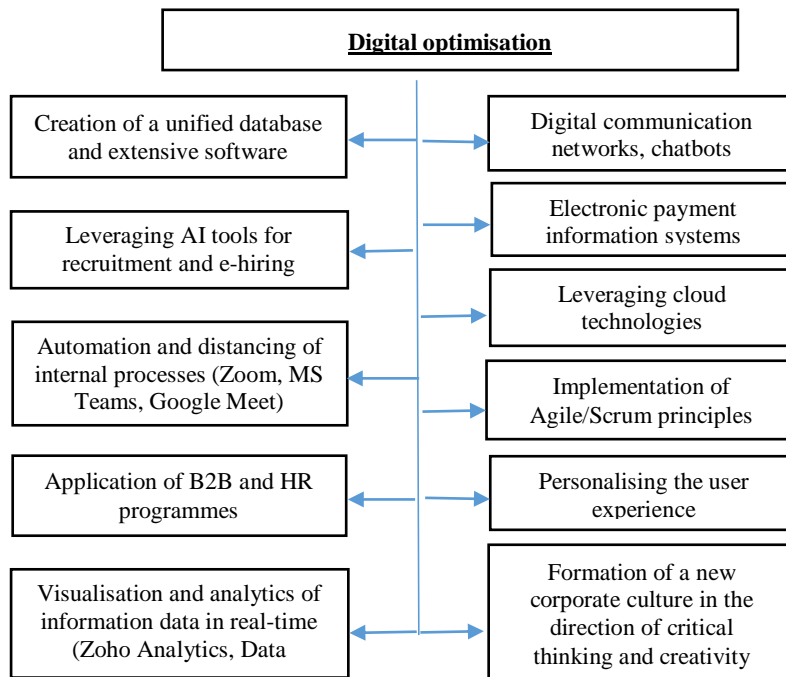 Digital optimisation
Creation of a unified database
and extensive software
Leveraging AI tools for
recruitment and e-hiring
Automation and distancing of
internal processes (Zoom, MS
Teams, Google Meet)
Application of B2B and HR
programmes
Visualisation and analytics of
information data in real-time
(Zoho Analytics, Data
Digital communication
networks, chatbots
Electronic payment
information systems
Leveraging cloud
technologies
Implementation of
Agile/Scrum principles
Personalising the user
experience
Formation of a new
corporate culture in the
direction of critical
thinking and creativity